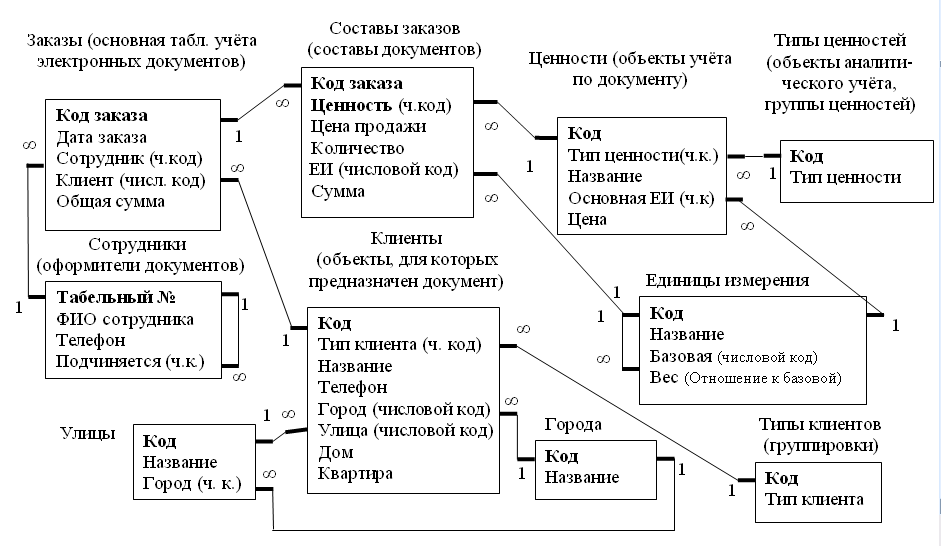 Заказы (основная табл. учёта
электронных документов)
Код заказа
Дата заказа
Сотрудник (ч.код)
Клиент (числ. код)
Общая сумма
∞
1
∞
Составы заказов
(составы документов)
Код заказа
Ценность (ч.код)
Цена продажи
Количество
ЕИ (числовой код)
Сумма
∞
∞
∞
Ценности (объекты учёта
по документу)
Код
Тип ценности(ч.к.)
Название
Основная ЕИ (ч.к)
Цена
1
∞
∞
Типы ценностей
(объекты аналити-
ческого учёта,
группы ценностей)
Код
Тип ценности
1
Сотрудники
(оформители документов)
Табельный №
ФИО сотрудника
Телефон
Подчиняется (ч.к.)
1
1
∞
Клиенты
(объекты, для которых
предназначен документ)
Код
Тип клиента (ч. код)
Название
Телефон
Город (числовой код)
Улица (числовой код)
Дом
Квартира
1
∞
∞
∞
Единицы измерения
Код
Название
Базовая (числовой код)
Вес (Отношение к базовой)
1
1
∞
1
Улицы
Код
Название
Город (ч. к.)
1
∞
Города
Код
Название
1
1
Типы клиентов
(группировки)
Код
Тип клиента
1